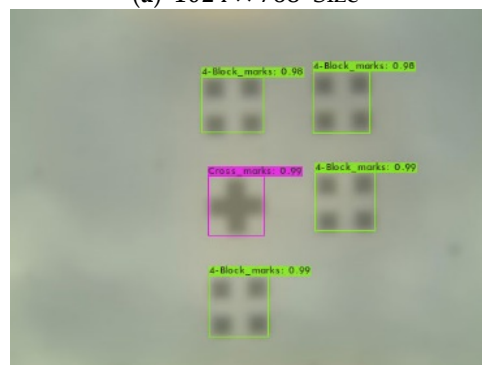 (a) 1024 × 768 Size
4-Block_marks: 0.98
4-Block_marks: 0.98
Cross_marks: 0.99
4-Block_marks: 0.99
4-Block_marks: 0.99